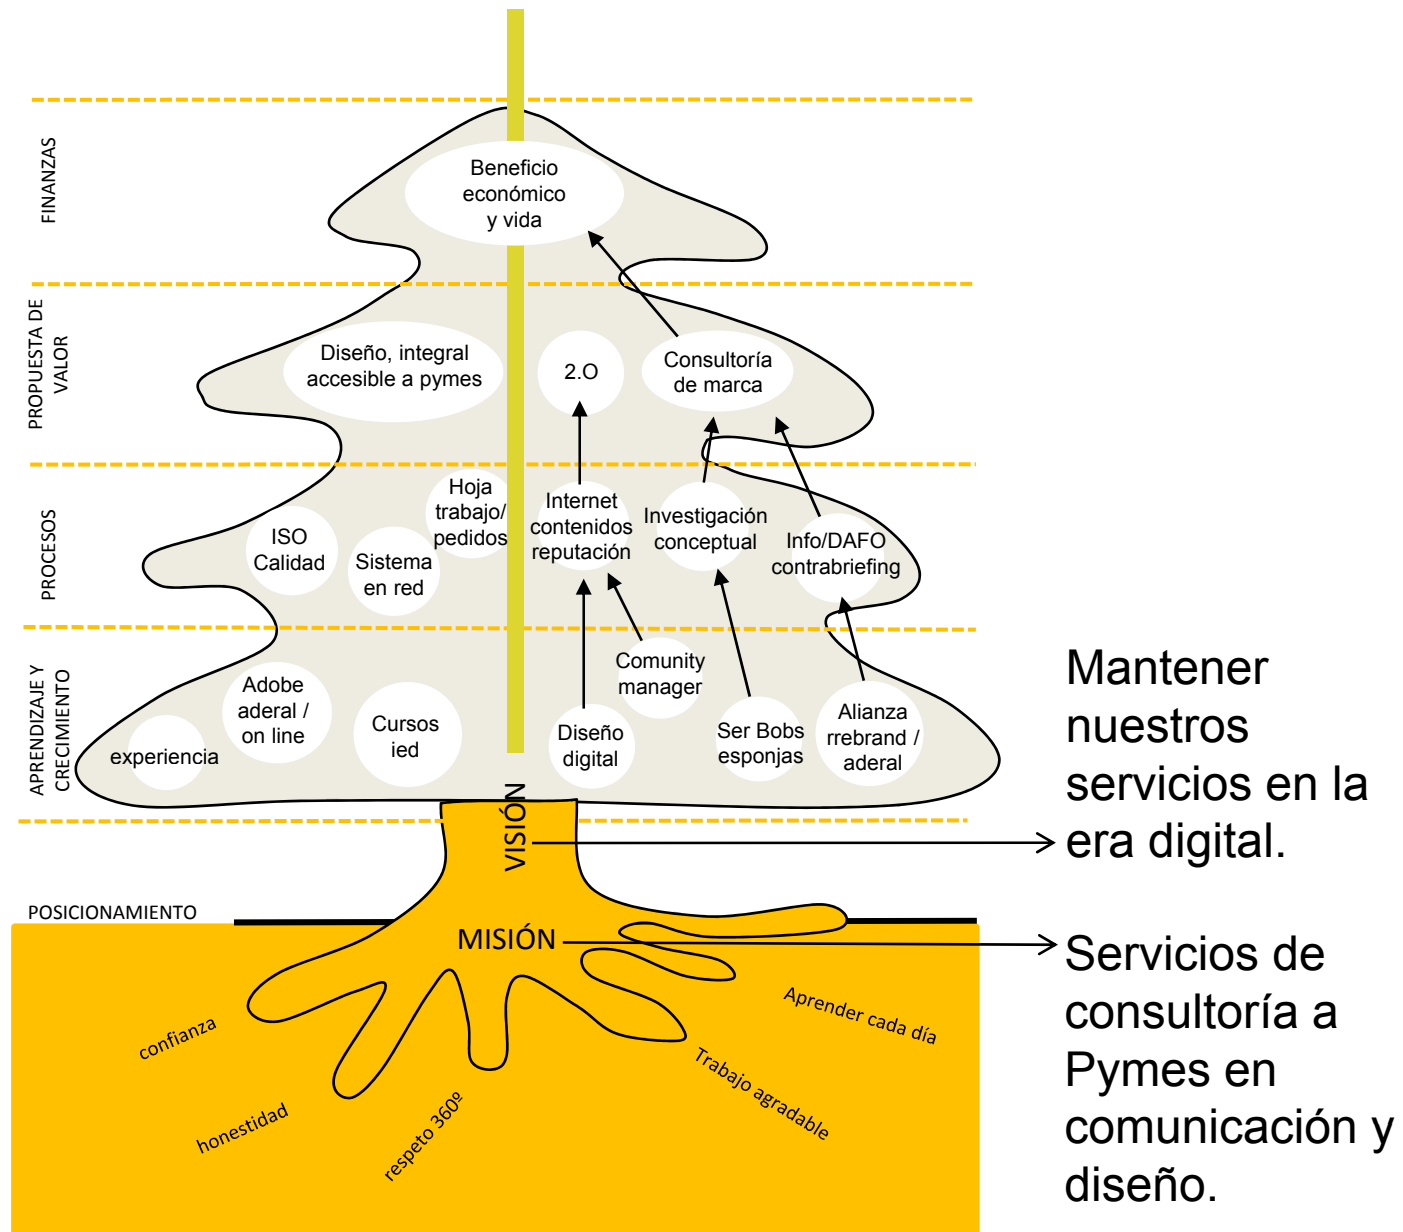 FINANZAS
Beneficio
económico
y vida
PROPUESTA DE
VALOR
Diseño, integral
accesible a pymes
2.O
Consultoría
de marca
PROCESOS
ISO
Calidad
Sistema
en red
Hoja
trabajo/
pedidos
Internet
contenidos
reputación
Investigación
conceptual
Info/DAFO
contrabriefing
APRENDIZAJE Y
CRECIMIENTO
experiencia
Adobe
aderal /
on line
Cursos
ied
Diseño
digital
Comunity
manager
Ser Bobs
esponjas
Alianza
rrebrand /
aderal
VISIÓN
Mantener
nuestros
servicios en la
era digital.
POSICIONAMIENTO
MISIÓN
Servicios de
consultoría a
Pymes en
comunicación y
diseño.
confianza
honestidad
respeto 360º
Trabajo agradable
Aprender cada día